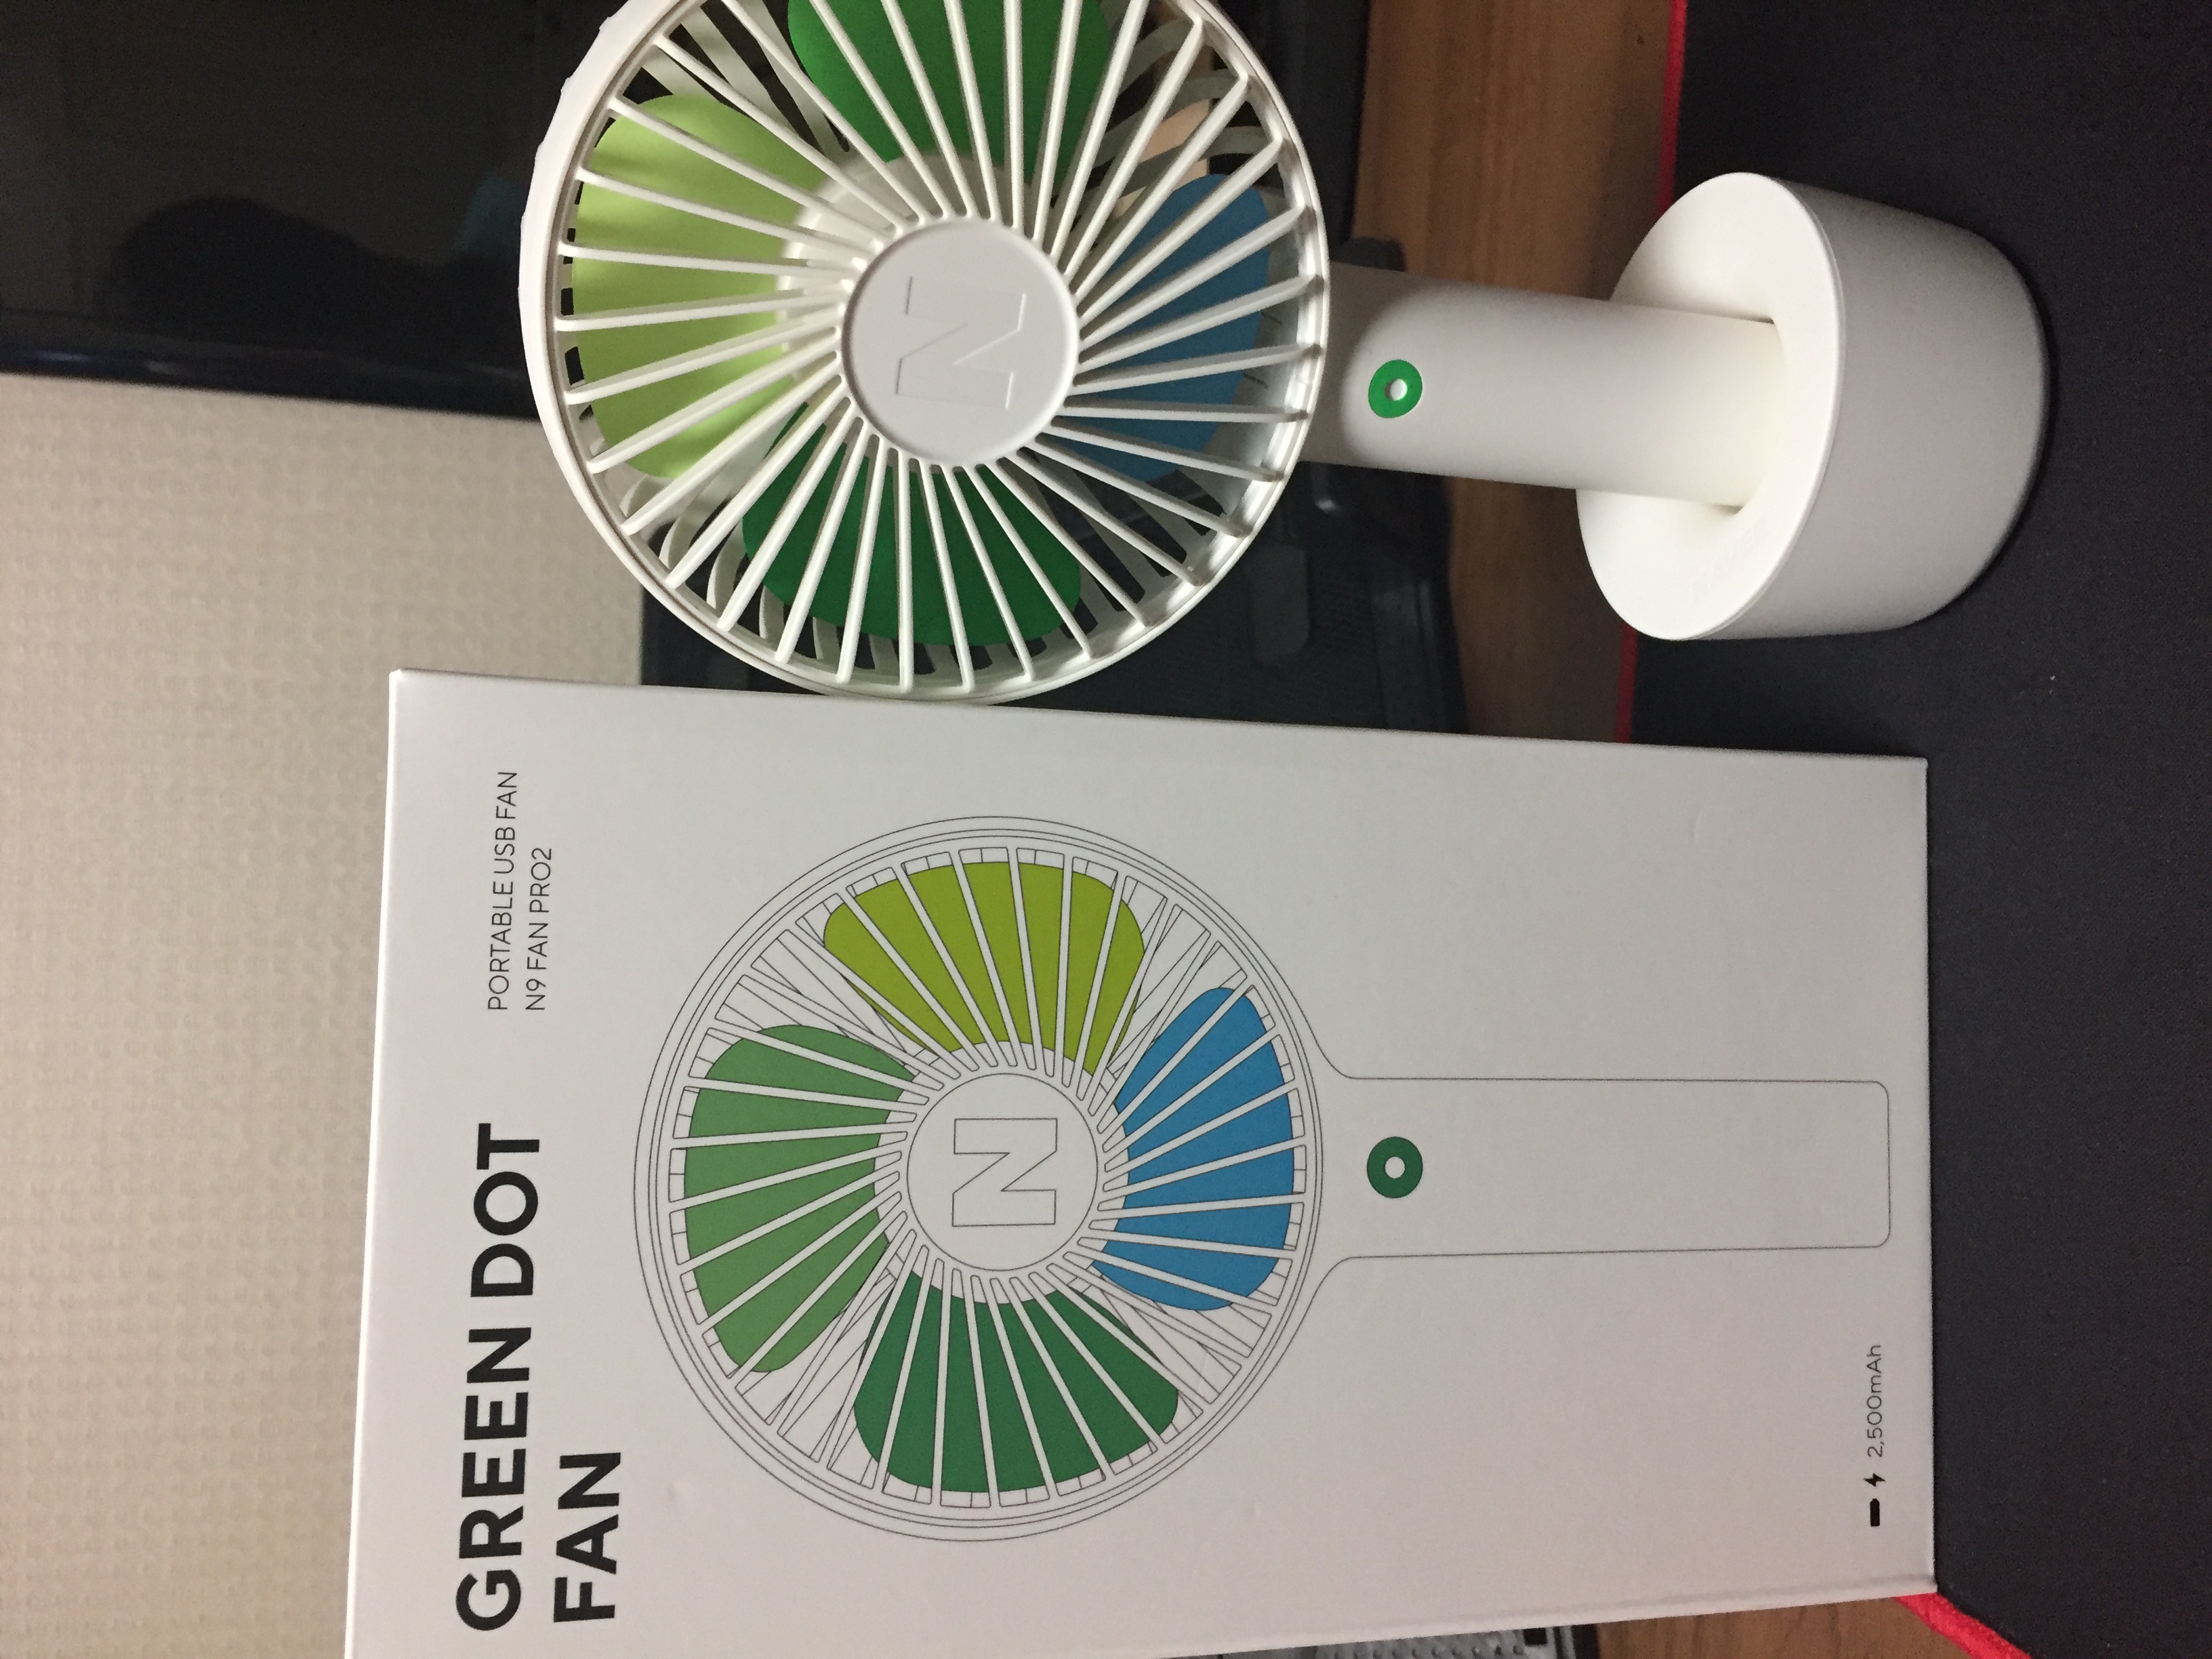 GREEN DOT
FAN
PORTABLE USB FAN
N9 FAN PRO2
N
N
2,500mAh